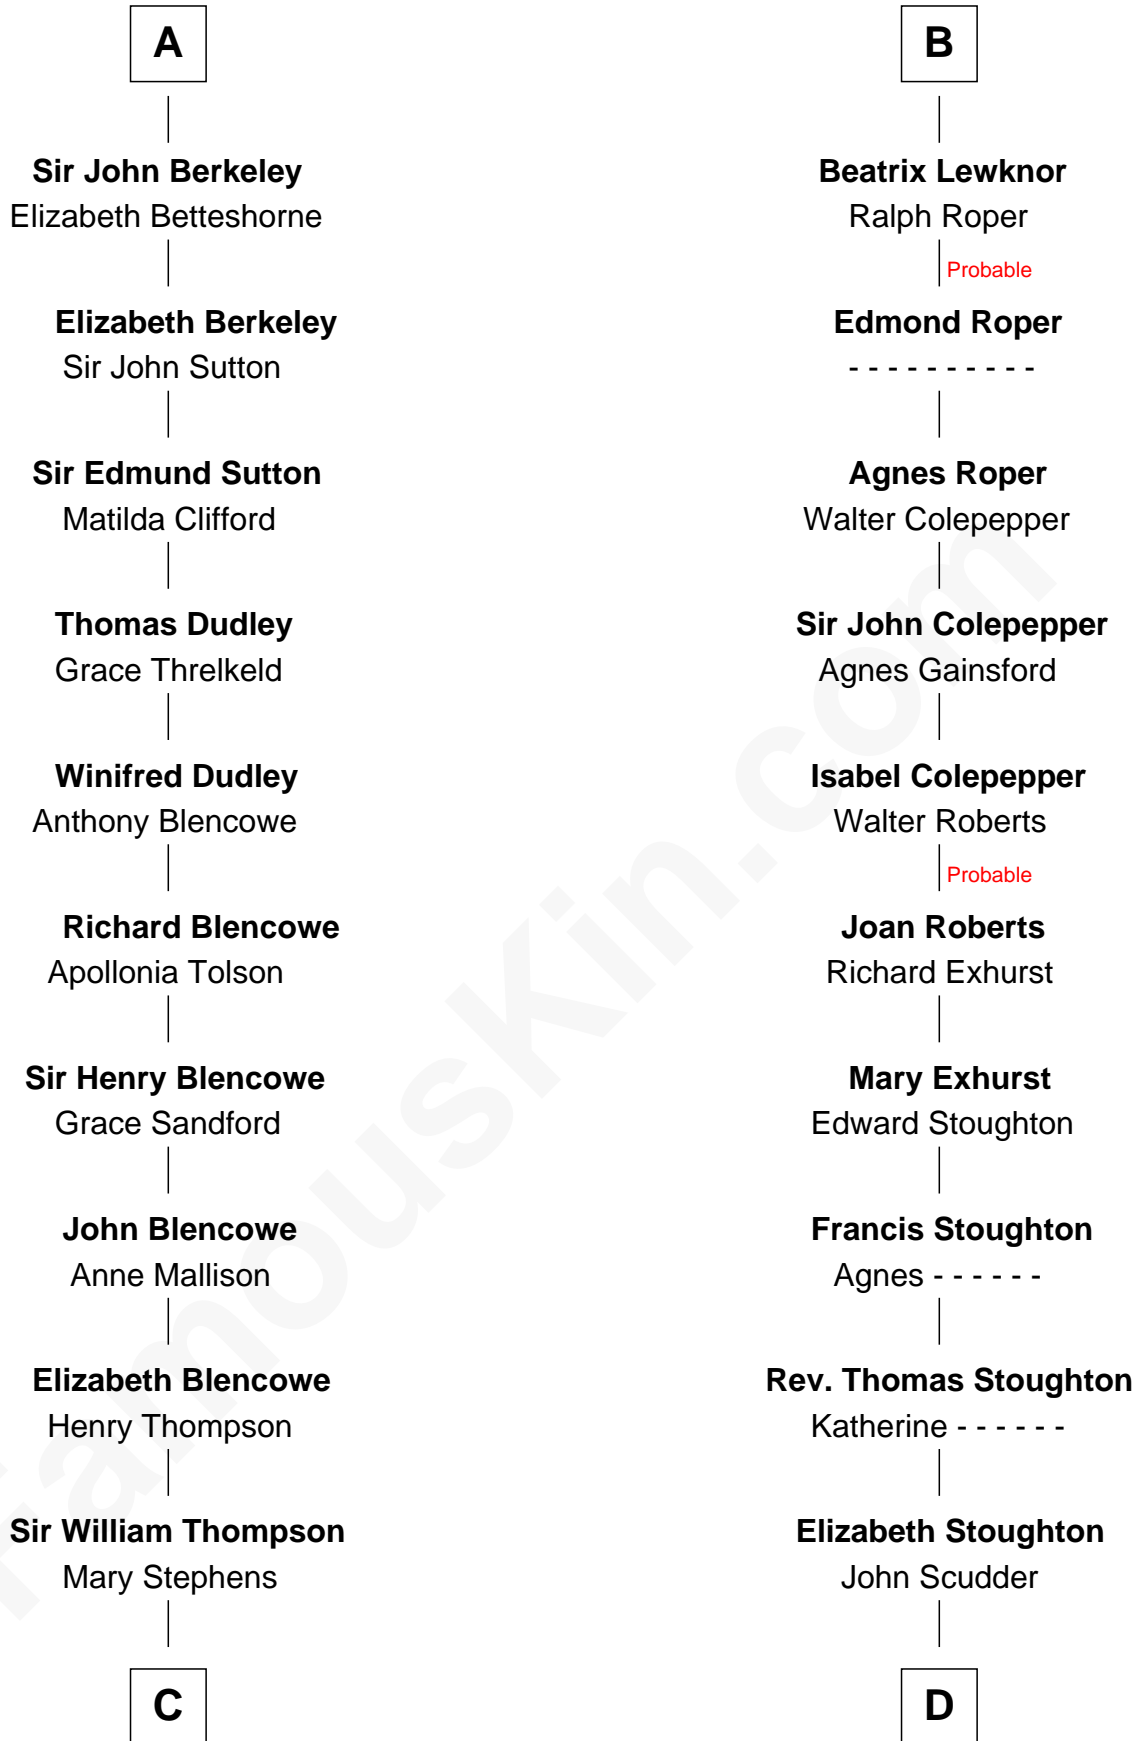 A
Sir John Berkeley
Elizabeth Betteshorne
Elizabeth Berkeley
Sir John Sutton
Sir Edmund Sutton
Matilda Clifford
Thomas Dudley
Grace Threlkeld
Winifred Dudley
Anthony Blencowe
Richard Blencowe
Apollonia Tolson
Sir Henry Blencowe
Grace Sandford
John Blencowe
Anne Mallison
Elizabeth Blencowe
Henry Thompson
Sir William Thompson
Mary Stephens
C
B
Beatrix Lewknor
Ralph Roper
Probable
Edmond Roper
- - - - - - - - - -
Agnes Roper
Walter Colepepper
Sir John Colepepper
Agnes Gainsford
Isabel Colepepper
Walter Roberts
Probable
Joan Roberts
Richard Exhurst
Mary Exhurst
Edward Stoughton
Francis Stoughton
Agnes - - - - - -
Rev. Thomas Stoughton
Katherine - - - - - -
Elizabeth Stoughton
John Scudder
D
FamousKin.com